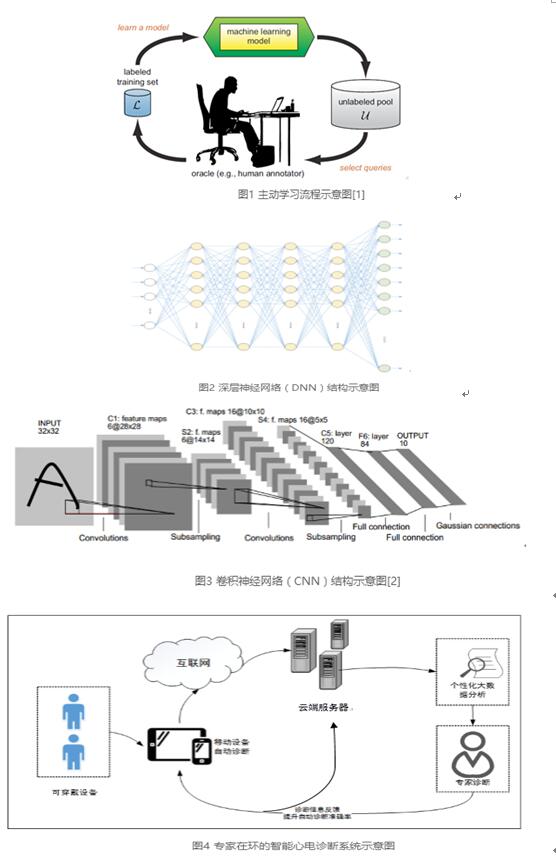 learn a model
machine learning
model
labeled
training set
L
unlabeled pool
U
oracle (e.g., human annotator)
select queries
图1 主动学习流程示意图[1]
图2 深层神经网络（DNN）结构示意图
INPUT
32x32
C1: feature maps
6@28x28
C3: f. maps 16@10x10
S2: f. maps
6@14x14
S4: f. maps 16@5x5
C5: layer
120
F6: layer
84
OUTPUT
10
Convolutions
Subsampling
Convolutions
Subsampling
Full connection
Full connection
Gaussian connections
图3 卷积神经网络（CNN）结构示意图[2]
互联网
云端服务器
个性化大数
据分析
移动设备
自动诊断
可穿戴设备
专家诊断
诊断信息反馈
提升自动诊断准确率
图4 专家在环的智能心电诊断系统示意图